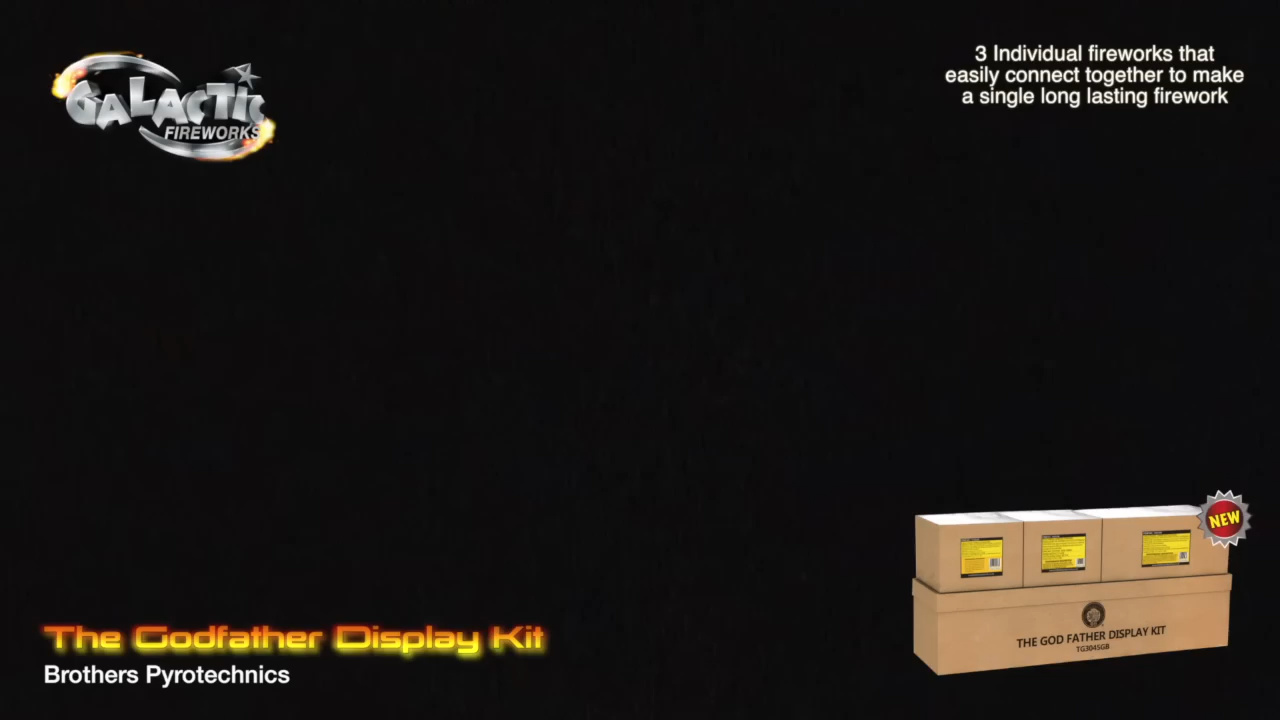 GALACTIC
FIREWORKS
3 Individual fireworks that
easily connect together to make
a single long lasting firework
NEW
THE GOD FATHER DISPLAY KIT
TG3045GB
The Godfather Display Kit
Brothers Pyrotechnics